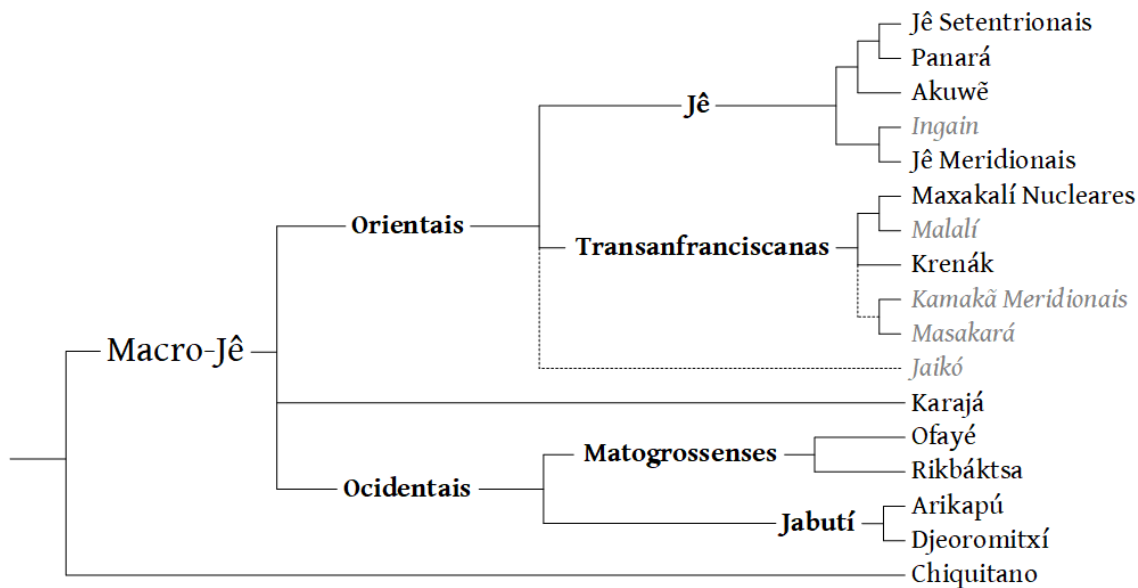 Jê Setentrionais
Panará
Akuwẽ
Jê
Ingain
Jê Meridionais
Maxakalí Nucleares
Orientais
Malalí
Transanfranciscanas
Krenák
Kamakã Meridionais
Masakará
Macro-Jê
Jaikó
Karajá
Ofayé
Matogrossenses
Rikbáktsa
Ocidentais
Arikapú
Jabutí
Djeoromitxí
Chiquitano